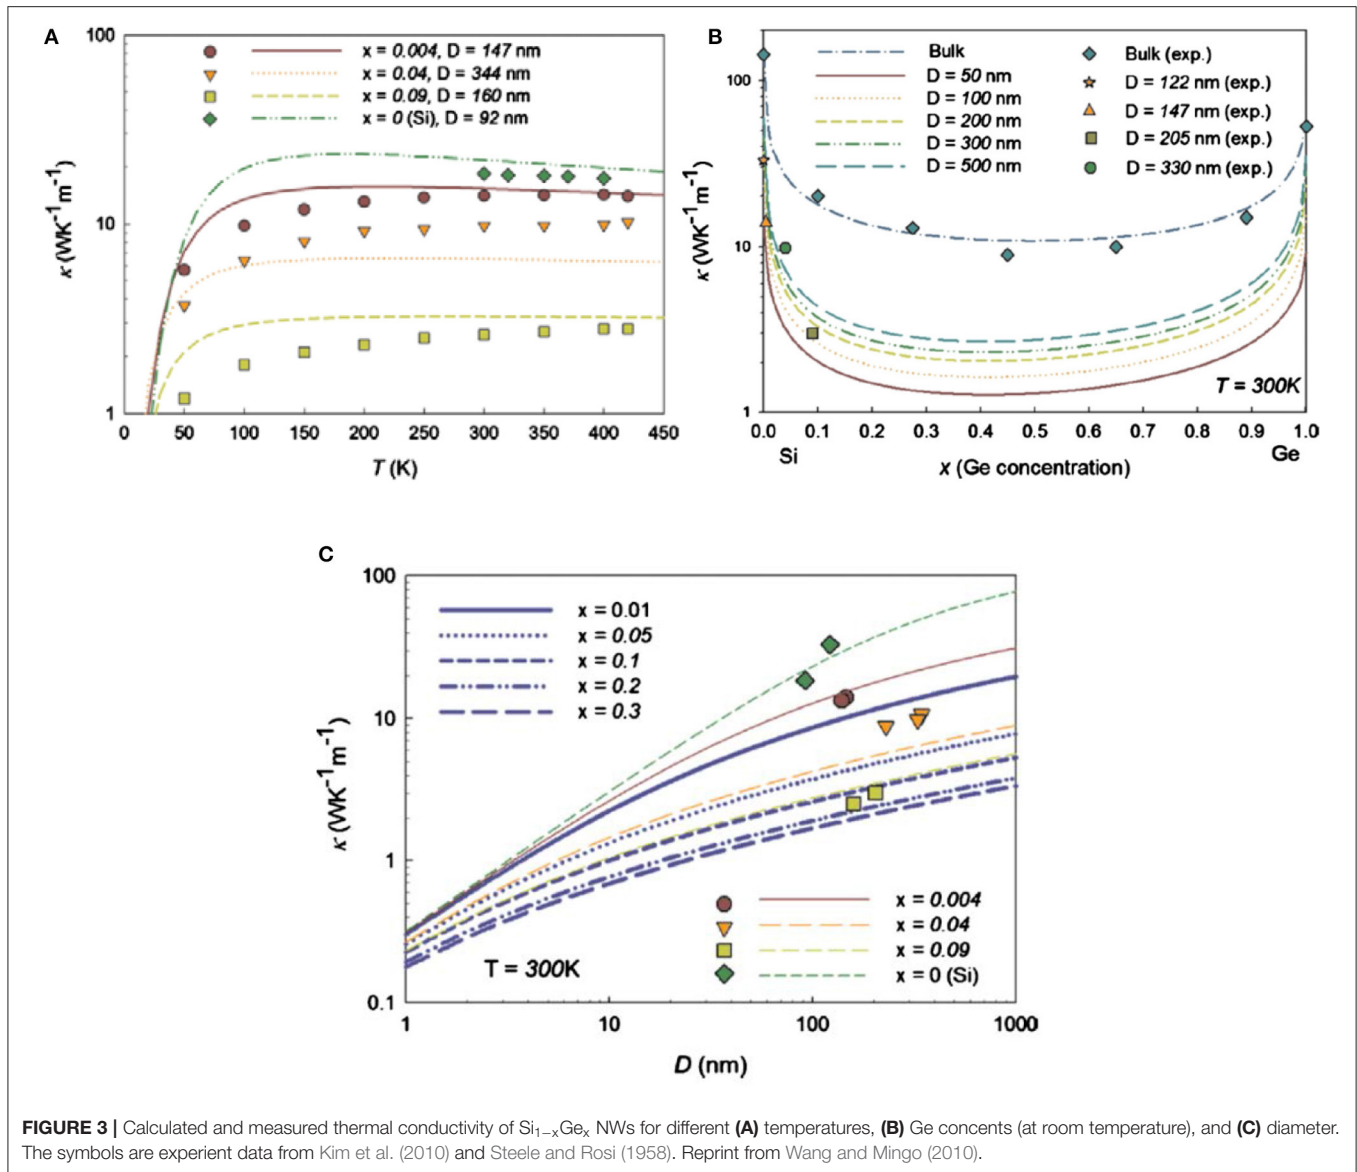 A
100
10
1
κ (WK⁻¹m⁻¹)
x = 0.004, D = 147 nm
x = 0.04, D = 344 nm
x = 0.09, D = 160 nm
x = 0 (Si), D = 92 nm
0 50 100 150 200 250 300 350 400 450
T (K)
B
100
10
1
κ (WK⁻¹m⁻¹)
Bulk
D = 50 nm
D = 100 nm
D = 200 nm
D = 300 nm
D = 500 nm
Bulk (exp.)
D = 122 nm (exp.)
D = 147 nm (exp.)
D = 205 nm (exp.)
D = 330 nm (exp.)
T = 300K
0.0 0.1 0.2 0.3 0.4 0.5 0.6 0.7 0.8 0.9 1.0
Si x (Ge concentration) Ge
C
100
10
1
0.1
κ (WK⁻¹m⁻¹)
x = 0.01
x = 0.05
x = 0.1
x = 0.2
x = 0.3
x = 0.004
x = 0.04
x = 0.09
x = 0 (Si)
T = 300K
1 10 100 1000
D (nm)
FIGURE 3 | Calculated and measured thermal conductivity of Si₁₋ₓGeₓ NWs for different (A) temperatures, (B) Ge concents (at room temperature), and (C) diameter.
The symbols are experient data from Kim et al. (2010) and Steele and Rosi (1958). Reprint from Wang and Mingo (2010).